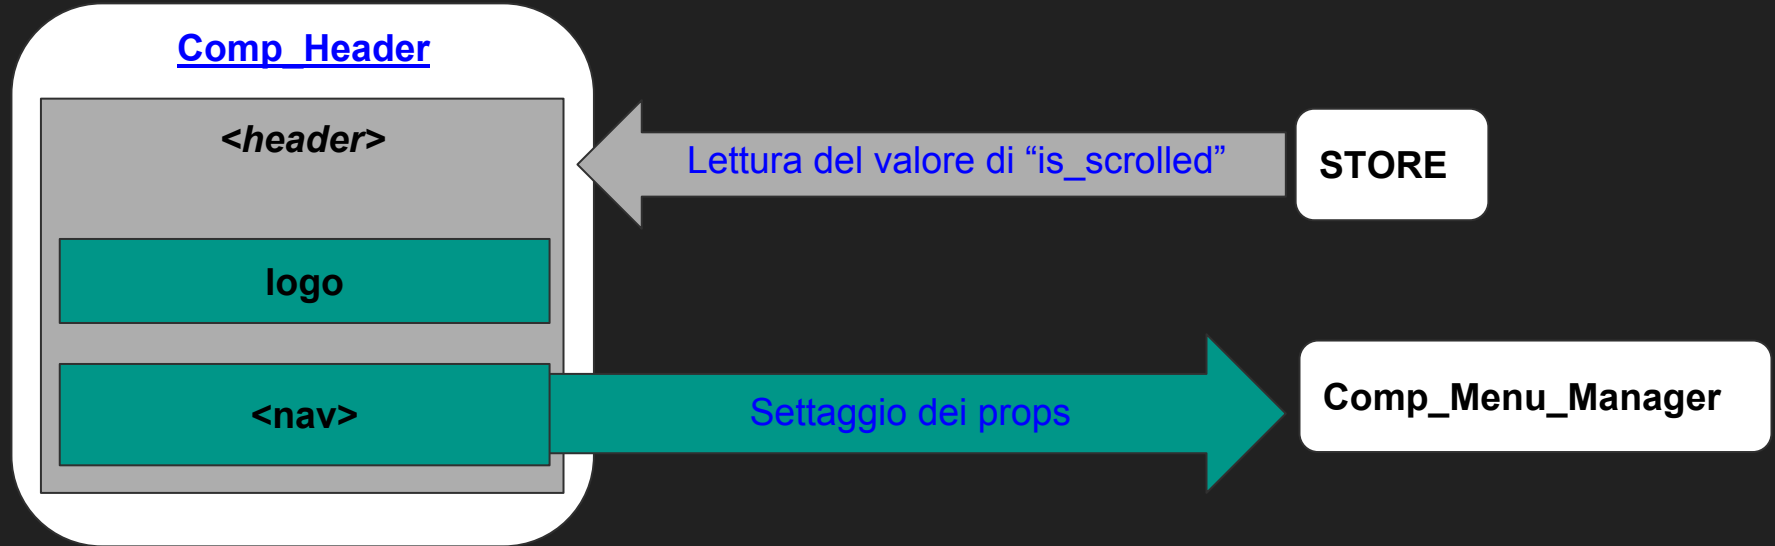 Comp_Header
<header>
Lettura del valore di “is_scrolled”
STORE
logo
<nav>
Settaggio dei props
Comp_Menu_Manager